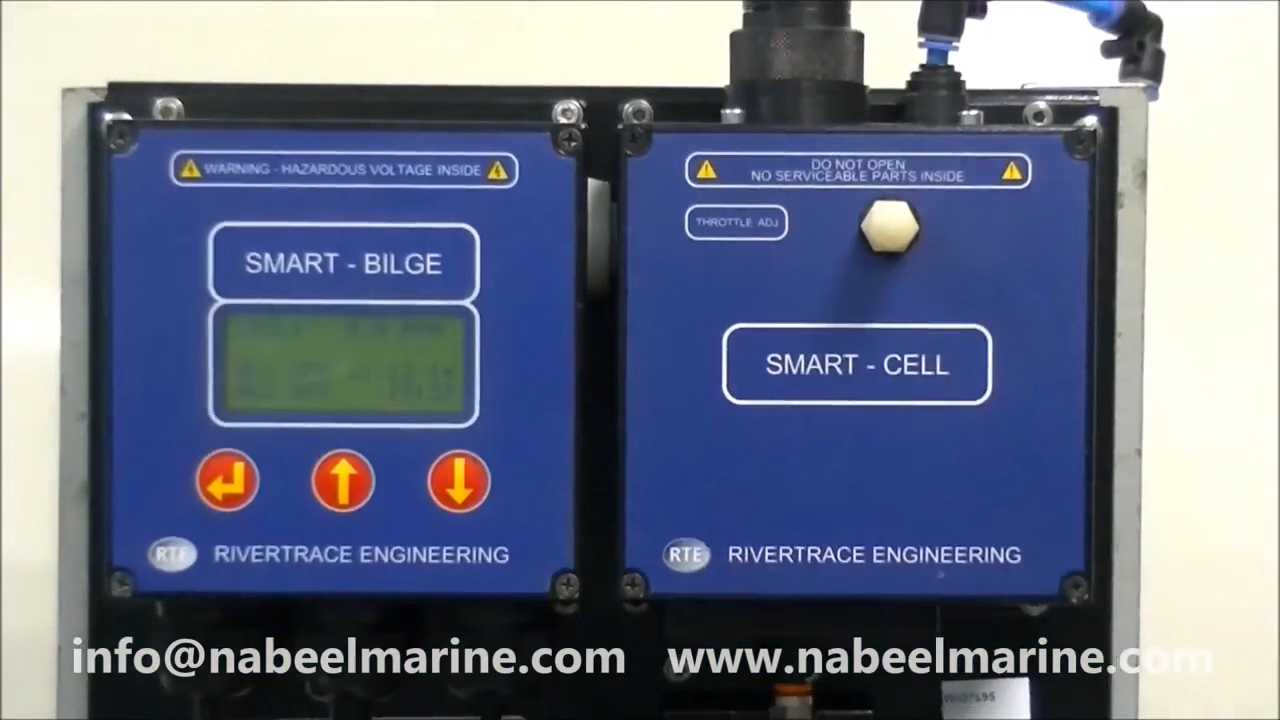 WARNING - HAZARDOUS VOLTAGE INSIDE
SMART - BILGE
RTE RIVERTRACE ENGINEERING
DO NOT OPEN
NO SERVICEABLE PARTS INSIDE
THROTTLE ADJ
SMART - CELL
RTE RIVERTRACE ENGINEERING
info@nabeelmarine.com www.nabeelmarine.com